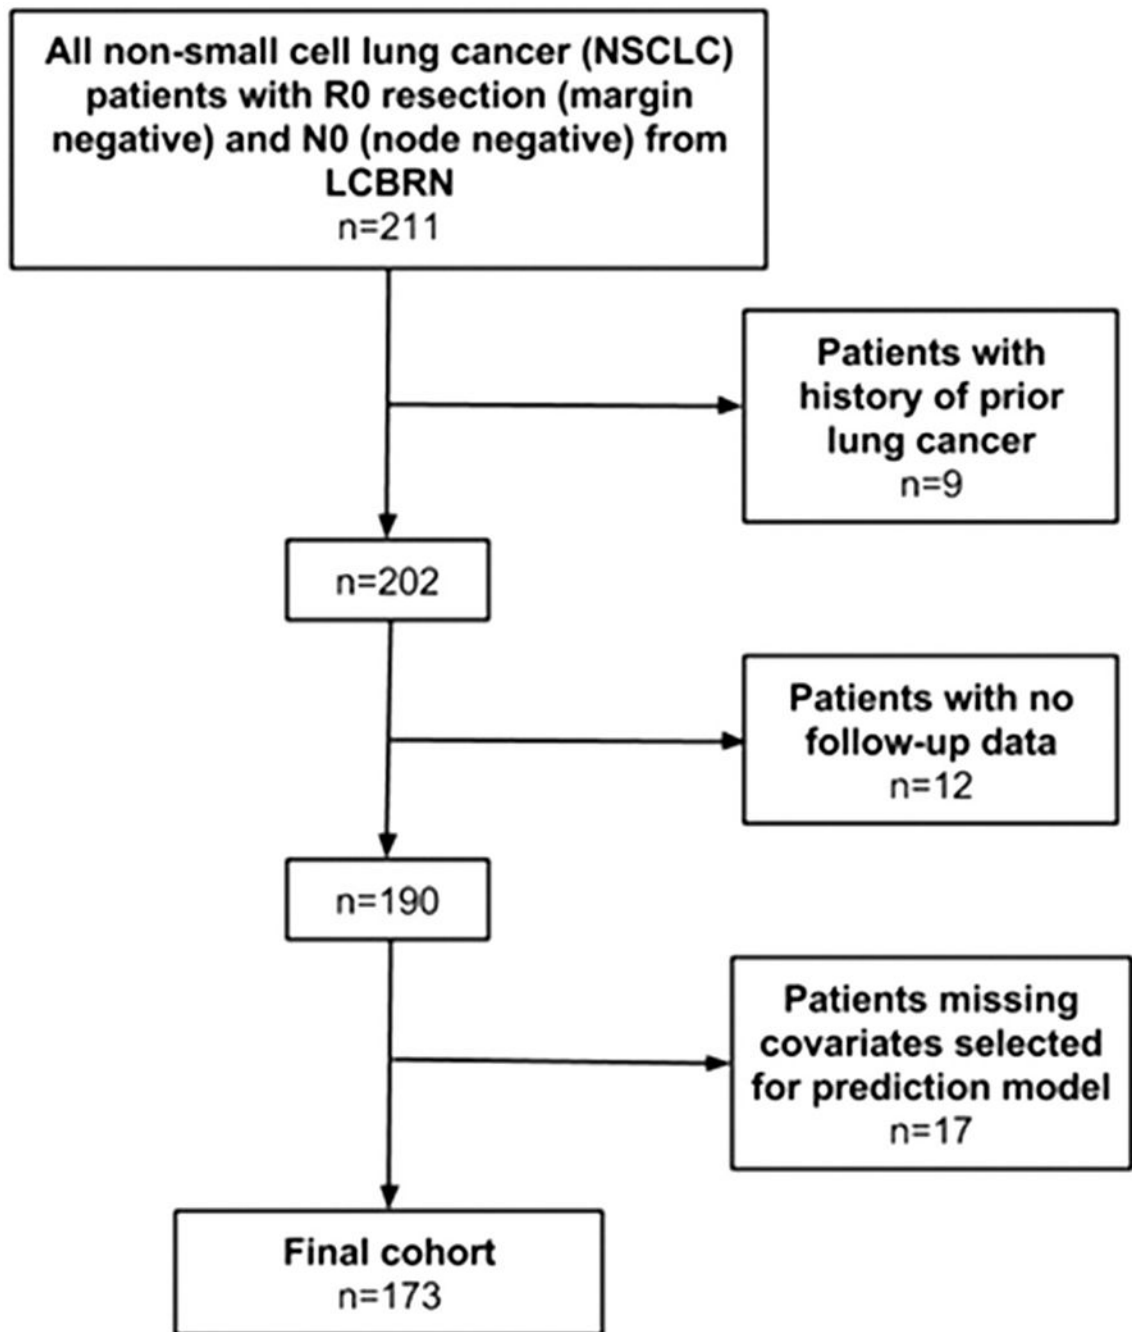 All non-small cell lung cancer (NSCLC)
patients with R0 resection (margin
negative) and N0 (node negative) from
LCBRN
n=211
Patients with
history of prior
lung cancer
n=9
n=202
Patients with no
follow-up data
n=12
n=190
Patients missing
covariates selected
for prediction model
n=17
Final cohort
n=173